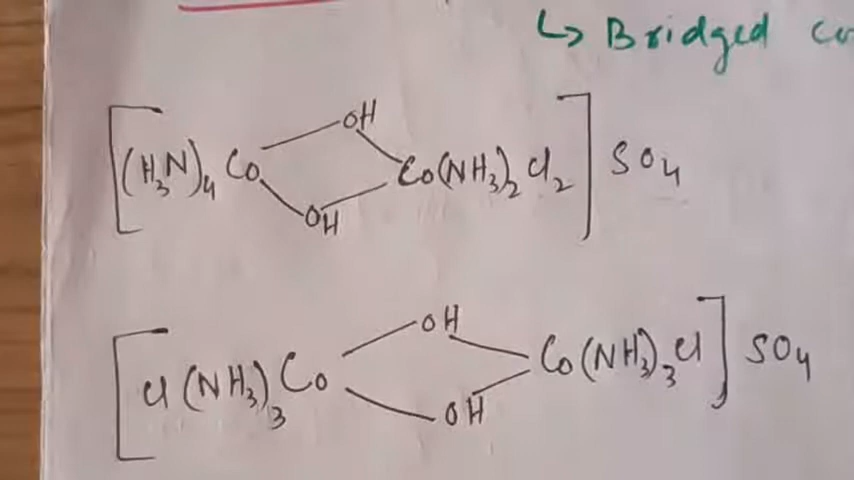 ↳ Bridged
[(H₃N)₄ Co OH OH Co(NH₃)₂ Cl₂] SO₄
[Cl (NH₃)₃ Co OH OH Co(NH₃)₃ Cl] SO₄